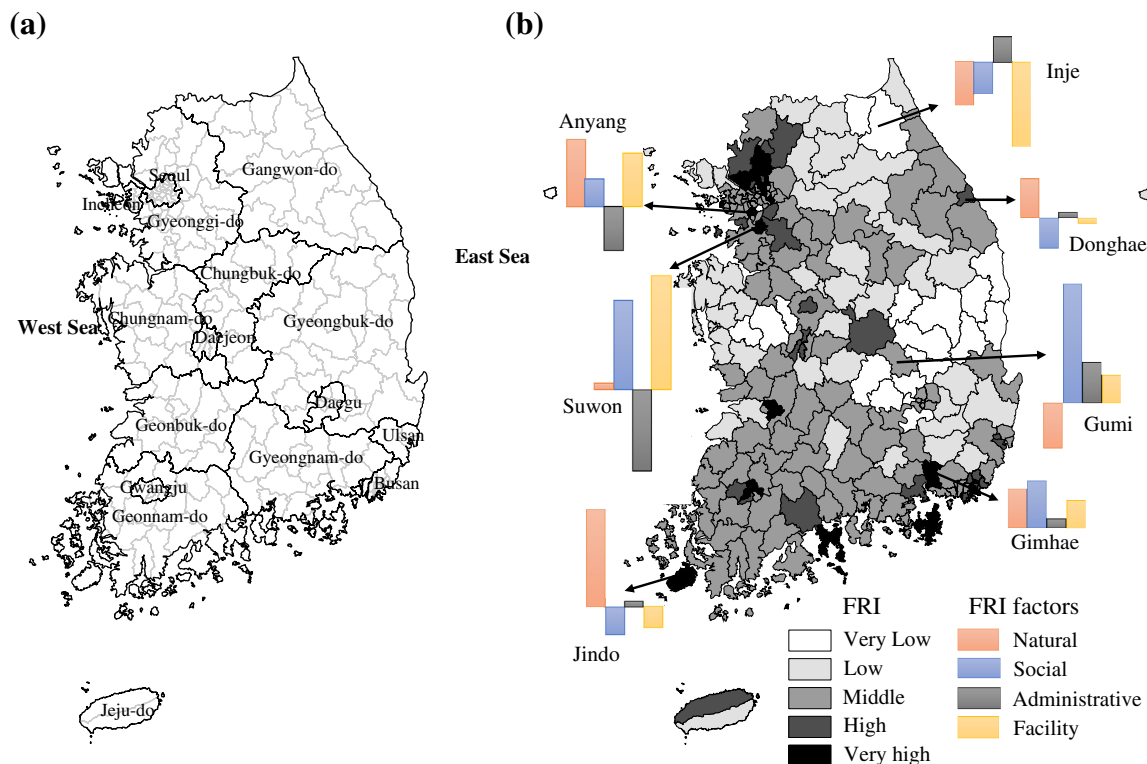 (a)
Seoul
Gangwon-do
Incheon
Gyeonggi-do
Chungbuk-do
West Sea
Chungnam-do
Gyeongbuk-do
Daejeon
Daegu
Geonbuk-do
Ulsan
Gyeongnam-do
Gwangju
Busan
Geonnam-do
Jeju-do
East Sea
(b)
Inje
Anyang
Donghae
Suwon
Gumi
Gimhae
Jindo
FRI
Very Low
Low
Middle
High
Very high
FRI factors
Natural
Social
Administrative
Facility